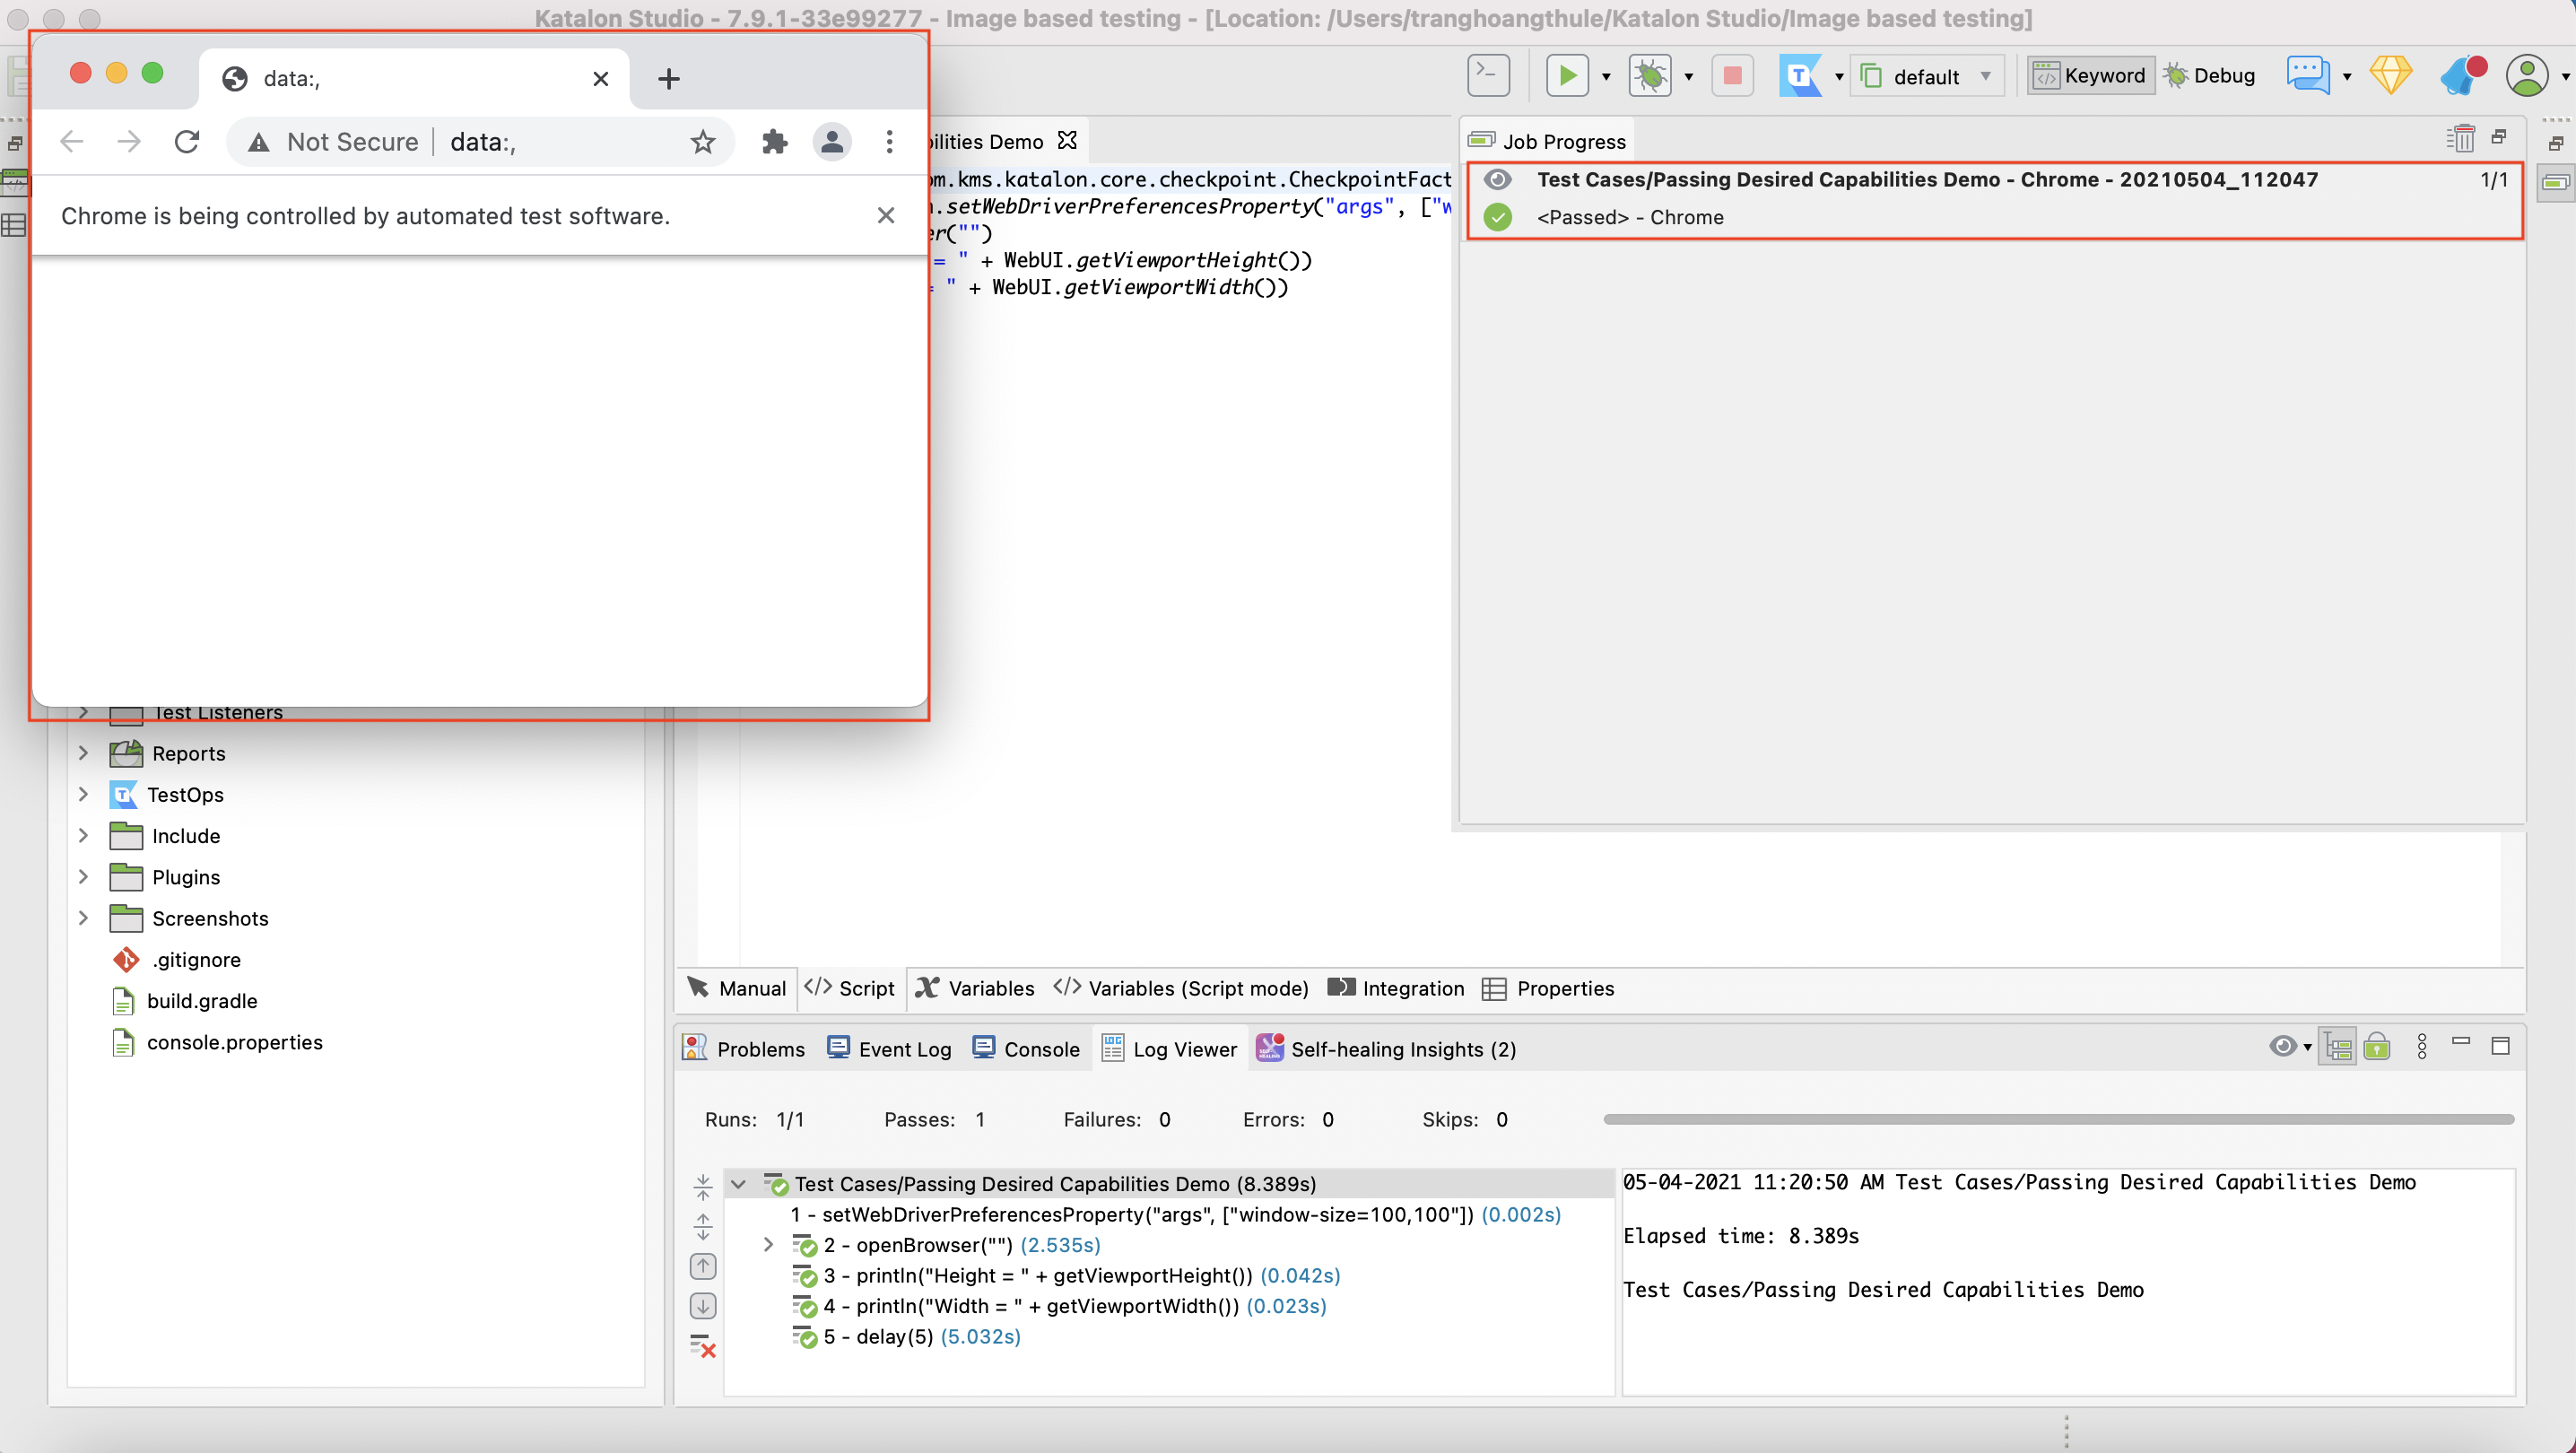 Katalon Studio - 7.9.1-33e99277 - Image based testing - [Location: /Users/tranghoangthule/Katalon Studio/Image based testing]
data:,
Not Secure
data:,
Chrome is being controlled by automated test software.
default
Keyword
Debug
bilities Demo
om.kms.katalon.core.checkpoint.CheckpointFact
.setWebDriverPreferencesProperty("args", ["w
er("")
= " + WebUI.getViewportHeight())
= " + WebUI.getViewportWidth())
Job Progress
Test Cases/Passing Desired Capabilities Demo - Chrome - 20210504_112047
1/1
<Passed> - Chrome
Test Listeners
Reports
TestOps
Include
Plugins
Screenshots
.gitignore
build.gradle
console.properties
Manual
Script
Variables
Variables (Script mode)
Integration
Properties
Problems
Event Log
Console
Log Viewer
Self-healing Insights (2)
Runs: 1/1
Passes: 1
Failures: 0
Errors: 0
Skips: 0
Test Cases/Passing Desired Capabilities Demo (8.389s)
1 - setWebDriverPreferencesProperty("args", ["window-size=100,100"]) (0.002s)
2 - openBrowser("") (2.535s)
3 - println("Height = " + getViewportHeight()) (0.042s)
4 - println("Width = " + getViewportWidth()) (0.023s)
5 - delay(5) (5.032s)
05-04-2021 11:20:50 AM Test Cases/Passing Desired Capabilities Demo
Elapsed time: 8.389s
Test Cases/Passing Desired Capabilities Demo